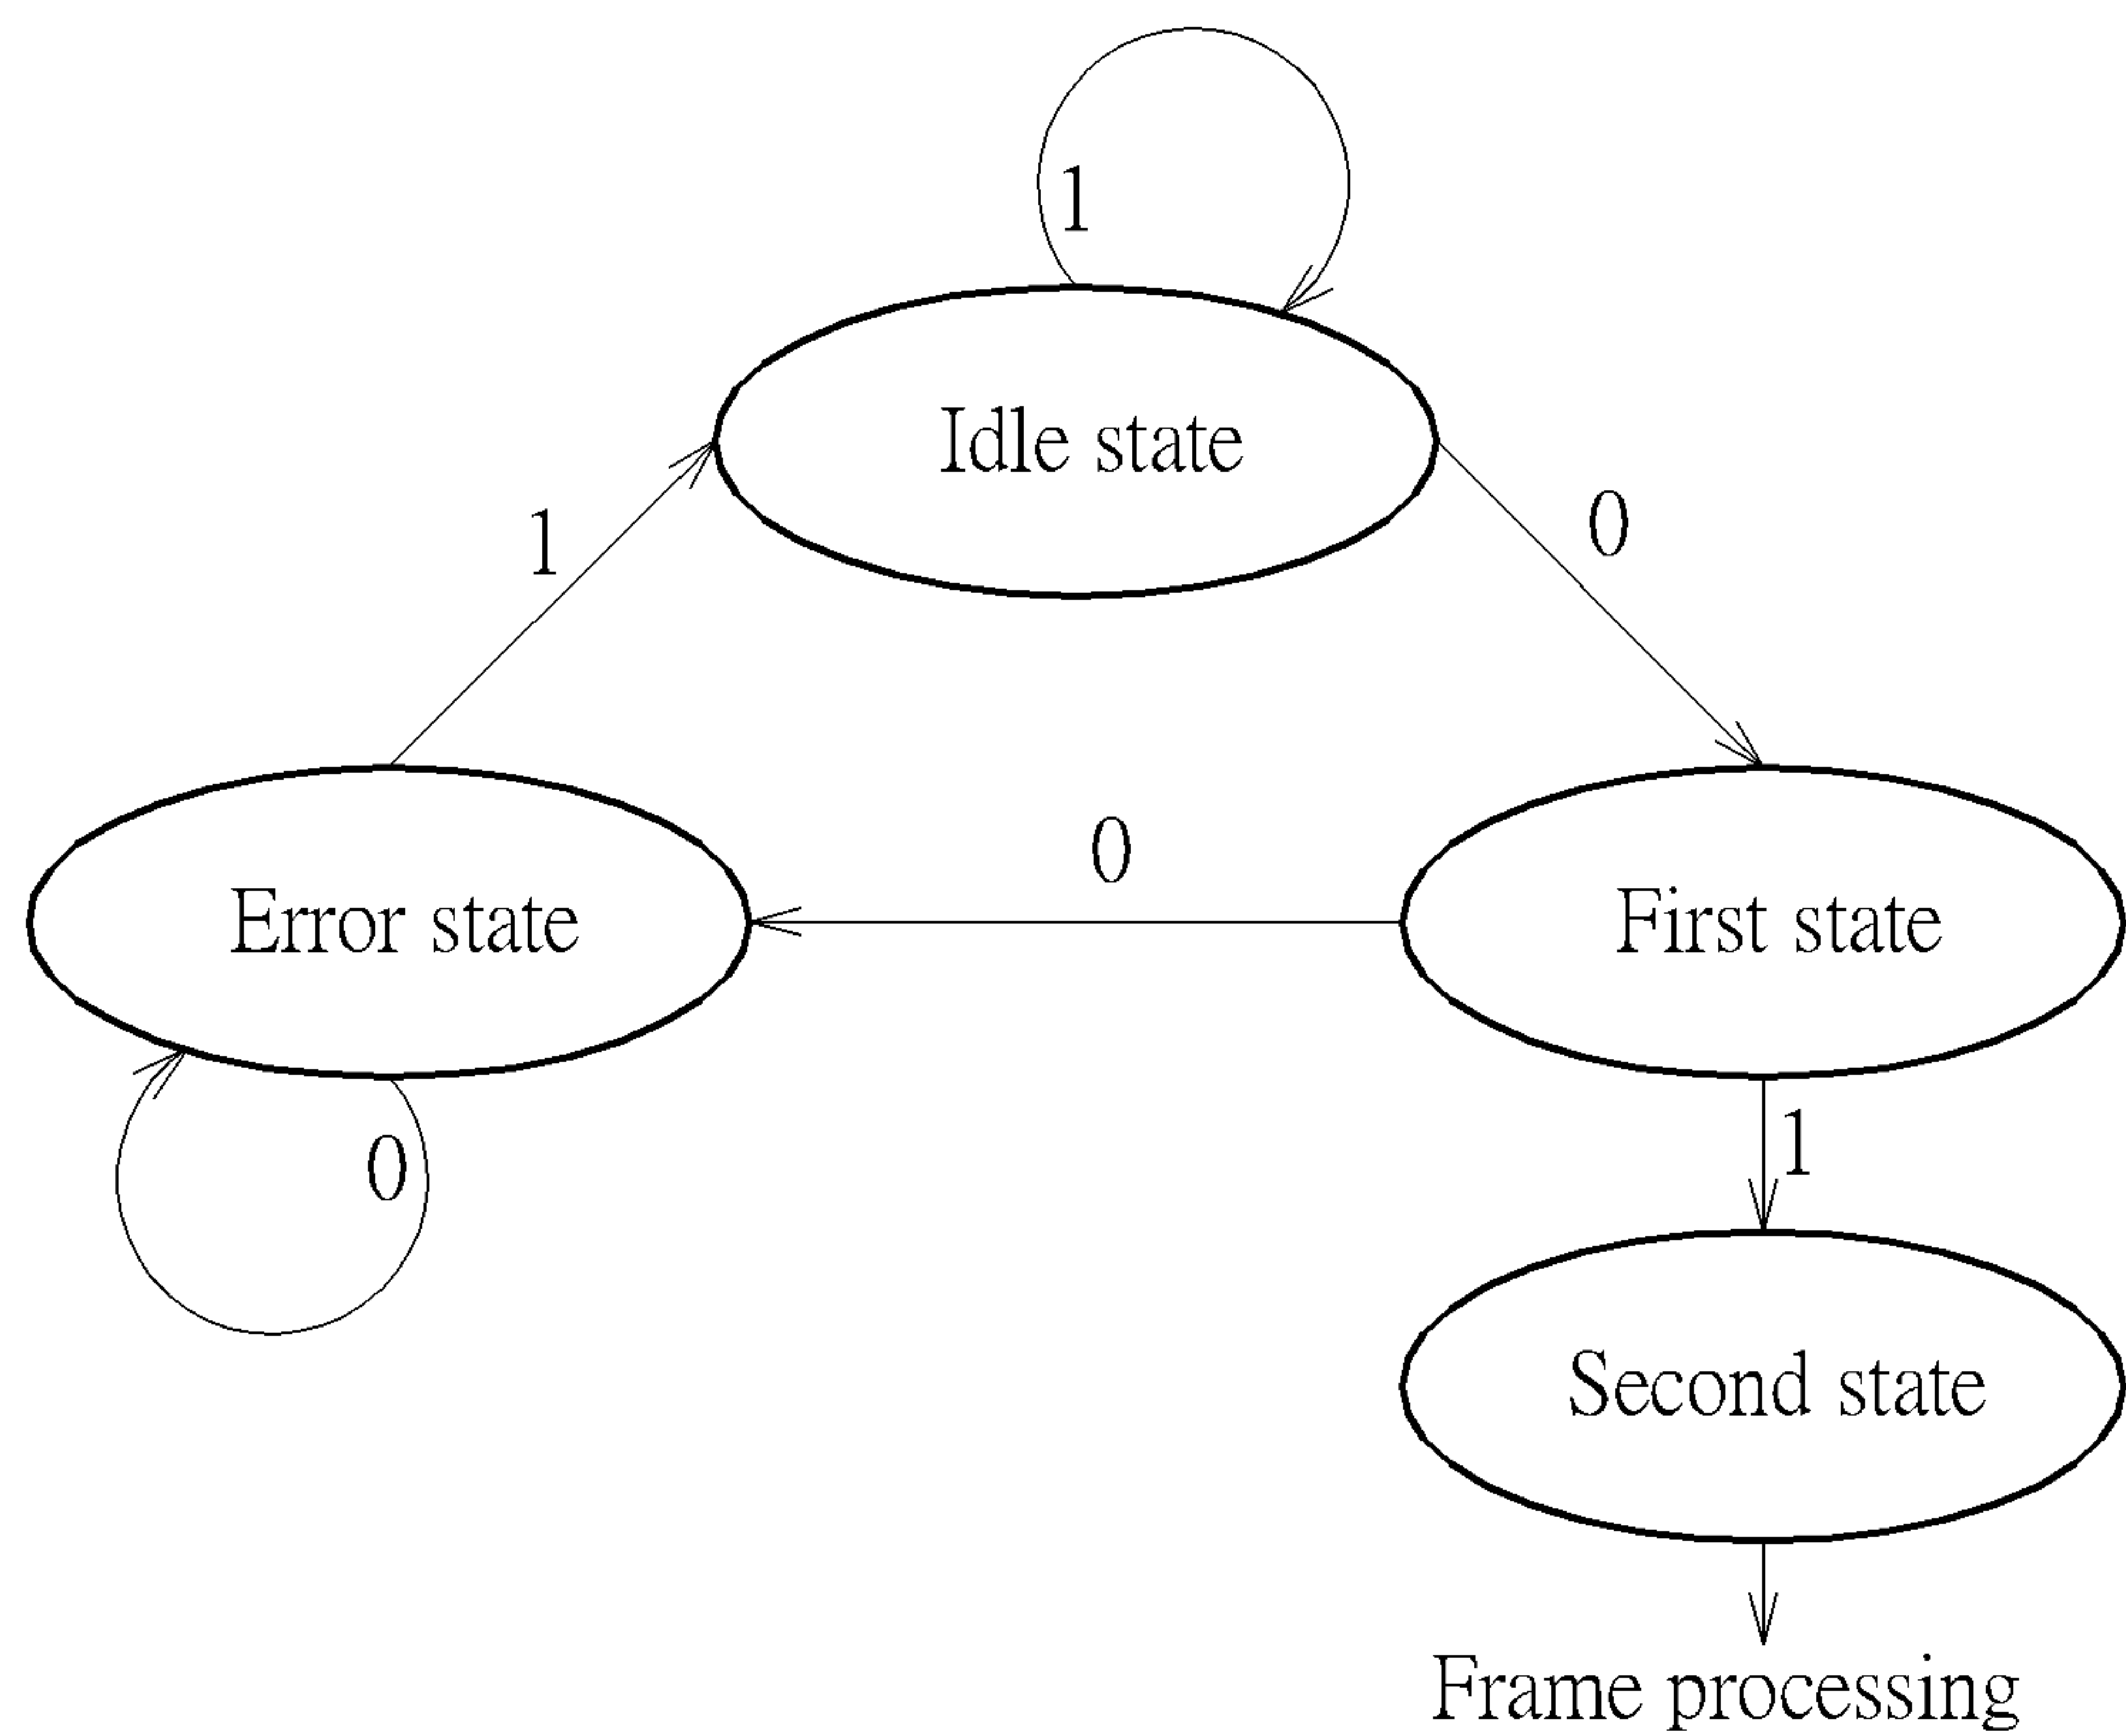 1
Idle state
0
1
0
Error state
First state
1
0
Second state
Frame processing